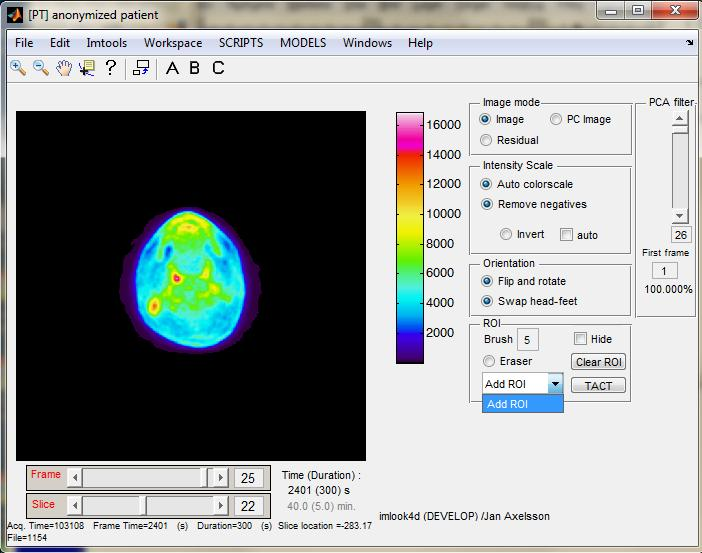 [PT] anonymized patient
File Edit Imtools Workspace SCRIPTS MODELS Windows Help
? A B C
16000
14000
12000
10000
8000
6000
4000
2000
Image mode
Image PC Image
Residual
Intensity Scale
Auto colorscale
Remove negatives
Invert auto
Orientation
Flip and rotate
Swap head-feet
ROI
Brush 5 Hide
Eraser Clear ROI
Add ROI TACT
Add ROI
PCA filter
26
First frame
1
100.000%
Frame 25
Slice 22
Time (Duration) :
2401 (300) s
40.0 (5.0) min.
imlook4d (DEVELOP) /Jan Axelsson
Acq. Time=103108 Frame Time=2401 (s) Duration=300 (s) Slice location =-283.17
File=1154